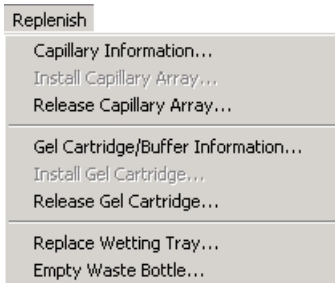 Replenish
Capillary Information...
Install Capillary Array...
Release Capillary Array...
Gel Cartridge/Buffer Information...
Install Gel Cartridge...
Release Gel Cartridge...
Replace Wetting Tray...
Empty Waste Bottle...